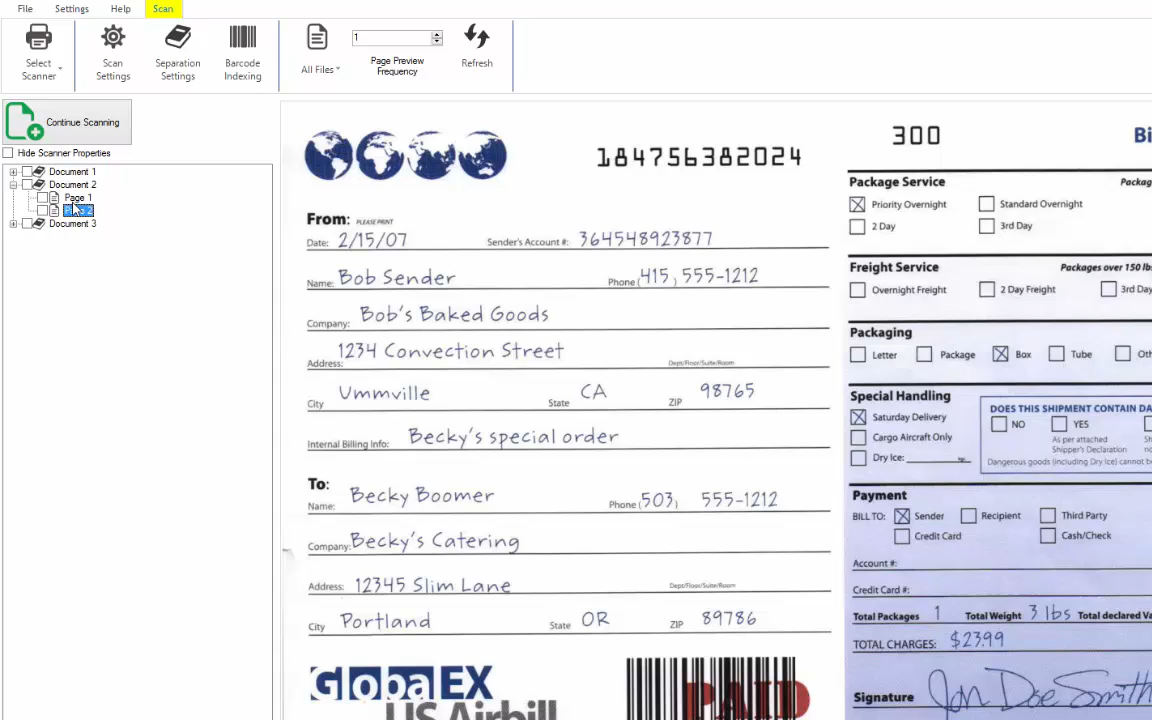 File Settings Help Scan
Select Scanner
Scan Settings
Separation Settings
Barcode Indexing
All Files
1
Page Preview Frequency
Refresh
Continue Scanning
Hide Scanner Properties
Document 1
Document 2
Page 1
Document 3
184756382024
300
From: PLEASE PRINT
Date: 2/15/07 Sender's Account #: 364548923877
Name: Bob Sender Phone (415) 555-1212
Company: Bob's Baked Goods
Address: 1234 Convection Street Dept/Floor/Suite/Room
City Ummville State CA ZIP 98765
Internal Billing Info: Becky's special order
To:
Name: Becky Boomer Phone (503) 555-1212
Company: Becky's Catering
Address: 12345 Slim Lane Dept/Floor/Suite/Room
City Portland State OR ZIP 89786
GlobalEX
US Airbill
PAID
Package Service
Priority Overnight Standard Overnight
2 Day 3rd Day
Freight Service Packages over 150 lbs
Overnight Freight 2 Day Freight 3rd Day
Packaging
Letter Package Box Tube
Special Handling
Saturday Delivery
Cargo Aircraft Only
Dry Ice: kg.
DOES THIS SHIPMENT CONTAIN DA
NO YES
As per attached Shipper's Declaration
Dangerous goods (including Dry Ice) cannot be
Payment
BILL TO: Sender Recipient Third Party
Credit Card Cash/Check
Account #:
Credit Card #:
Total Packages 1 Total Weight 3 lbs Total declared Va
TOTAL CHARGES: $23.99
Signature Jon Doe Smith